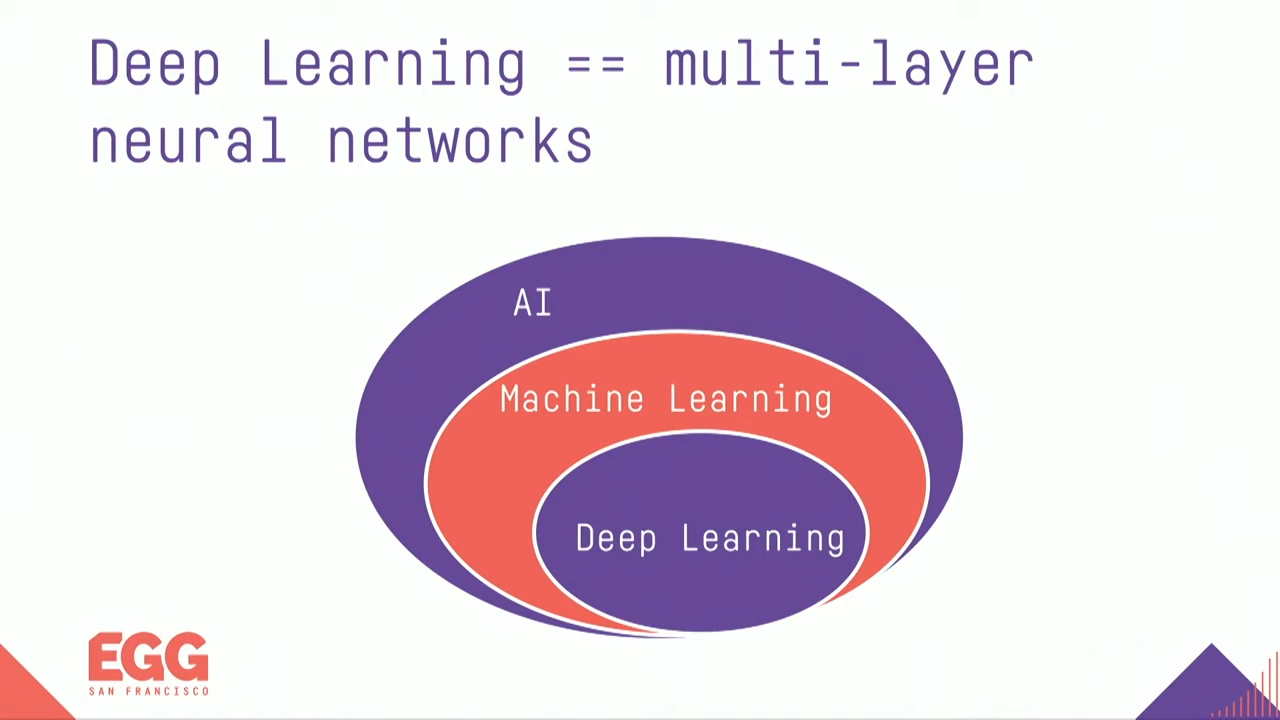 Deep Learning == multi-layer
neural networks
AI
Machine Learning
Deep Learning
EGG
SAN FRANCISCO